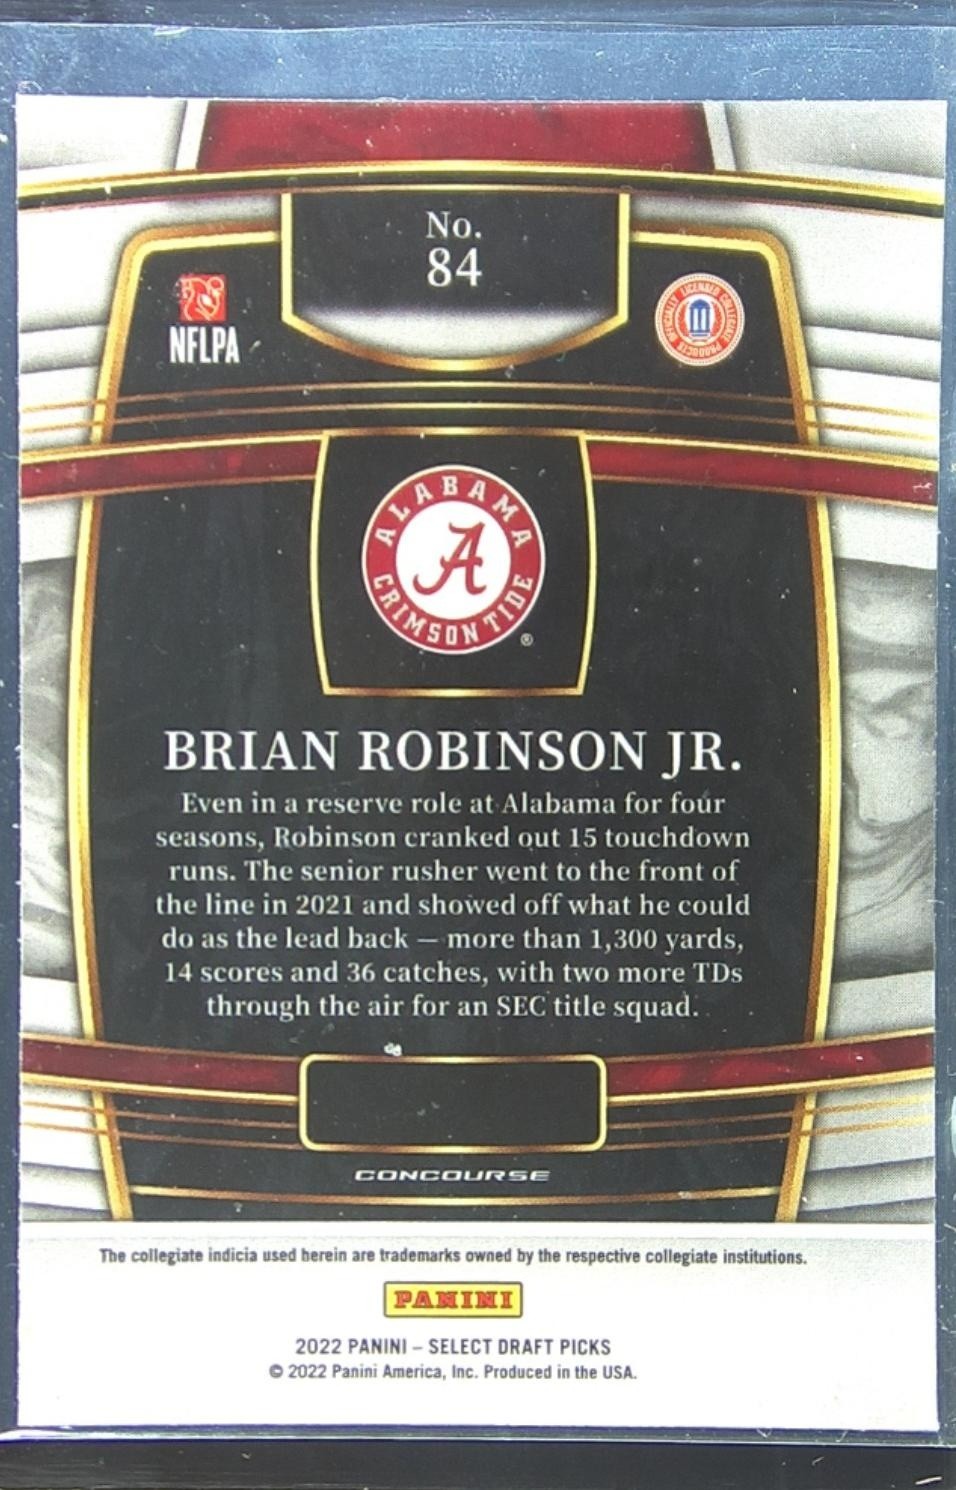 No.
84
NFLPA
OFFICIALLY LICENSED COLLEGIATE PRODUCTS
ALABAMA
A
CRIMSON TIDE
®
BRIAN ROBINSON JR.
Even in a reserve role at Alabama for four
seasons, Robinson cranked out 15 touchdown
runs. The senior rusher went to the front of
the line in 2021 and showed off what he could
do as the lead back — more than 1,300 yards,
14 scores and 36 catches, with two more TDs
through the air for an SEC title squad.
CONCOURSE
The collegiate indicia used herein are trademarks owned by the respective collegiate institutions.
PANINI
2022 PANINI – SELECT DRAFT PICKS
© 2022 Panini America, Inc. Produced in the USA.